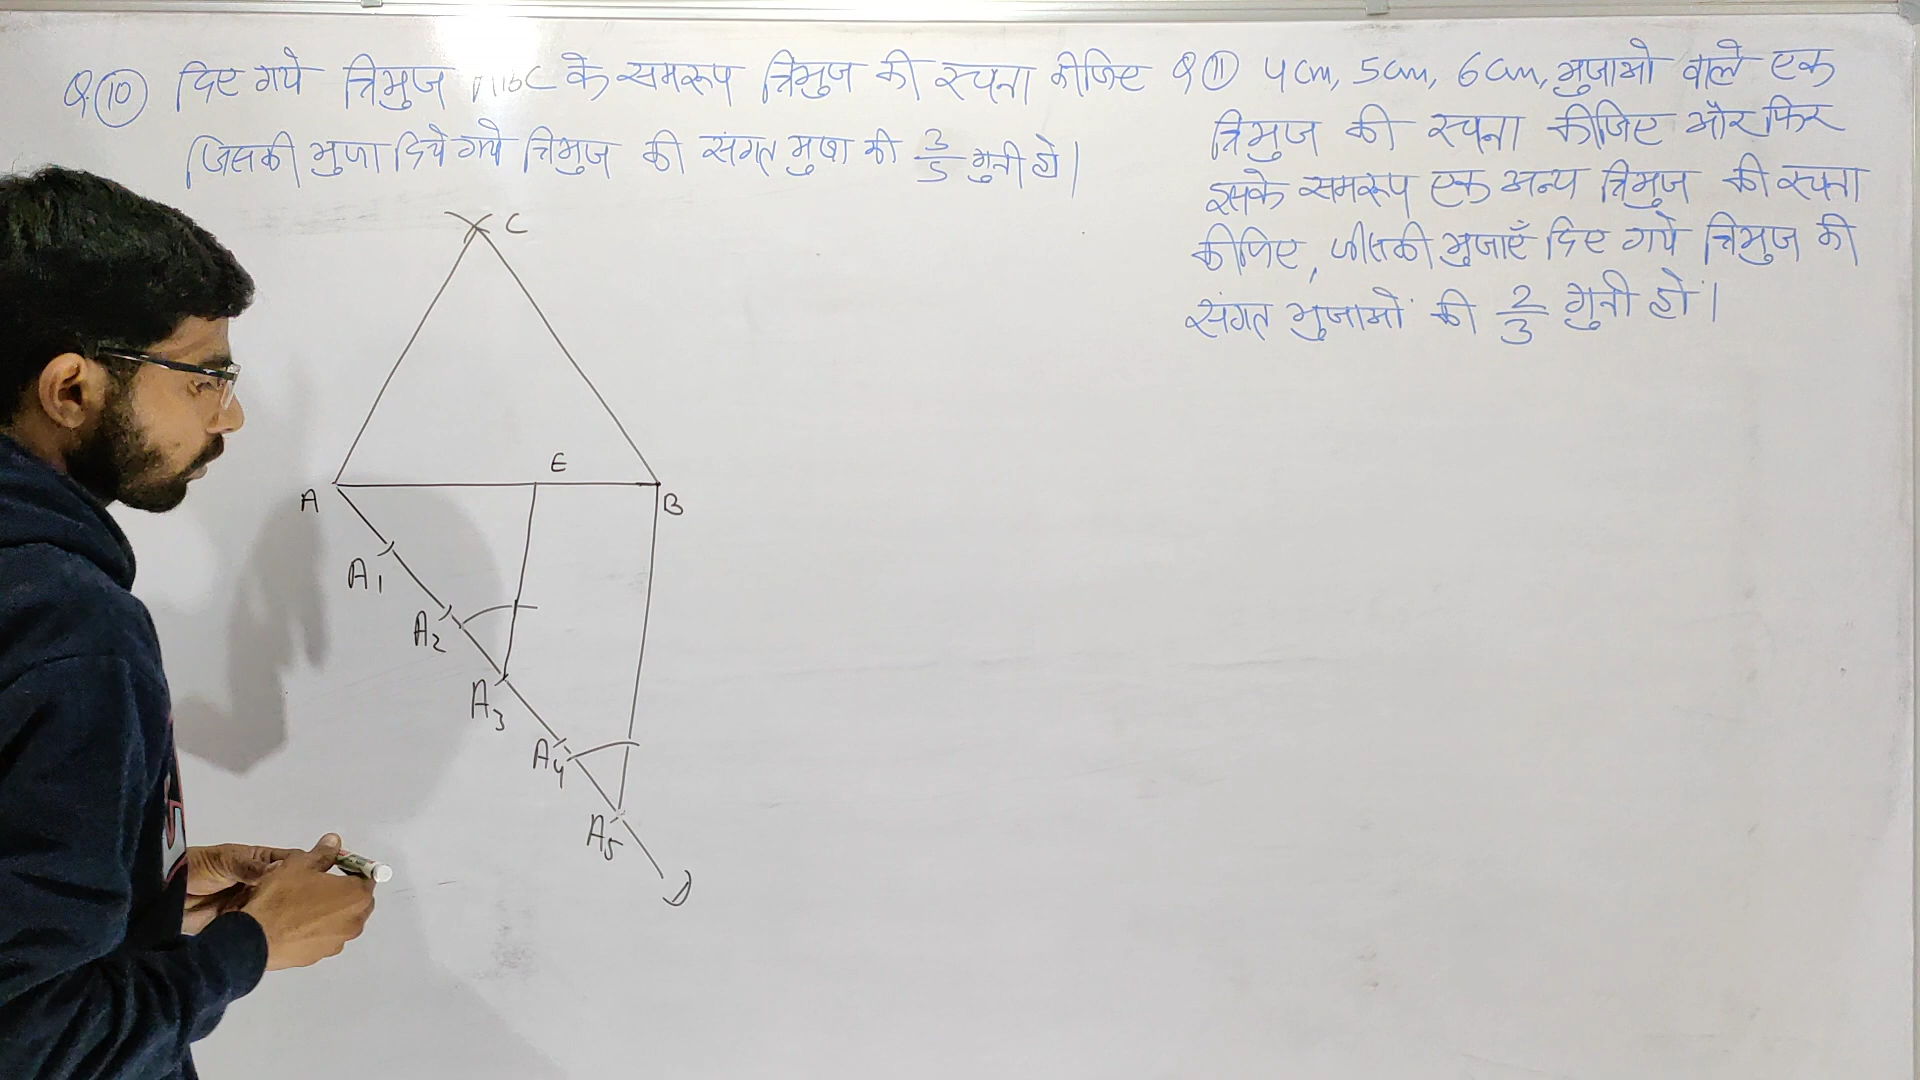 Q.10 दिए गये त्रिभुज ABC के समरूप त्रिभुज की रचना कीजिए
जिसकी भुजा दिये गये त्रिभुज की संगत भुजा की 3/5 गुनी हो।
Q 11 4cm, 5cm, 6cm, भुजाओ वाले एक
त्रिभुज की रचना कीजिए और फिर
इसके समरूप एक अन्य त्रिभुज की रचना
कीजिए, जीसकी भुजाएँ दिए गये त्रिभुज की
संगत भुजाओं की 2/3 गुनी हों।
C
E
A
B
A1
A2
A3
A4
A5
D